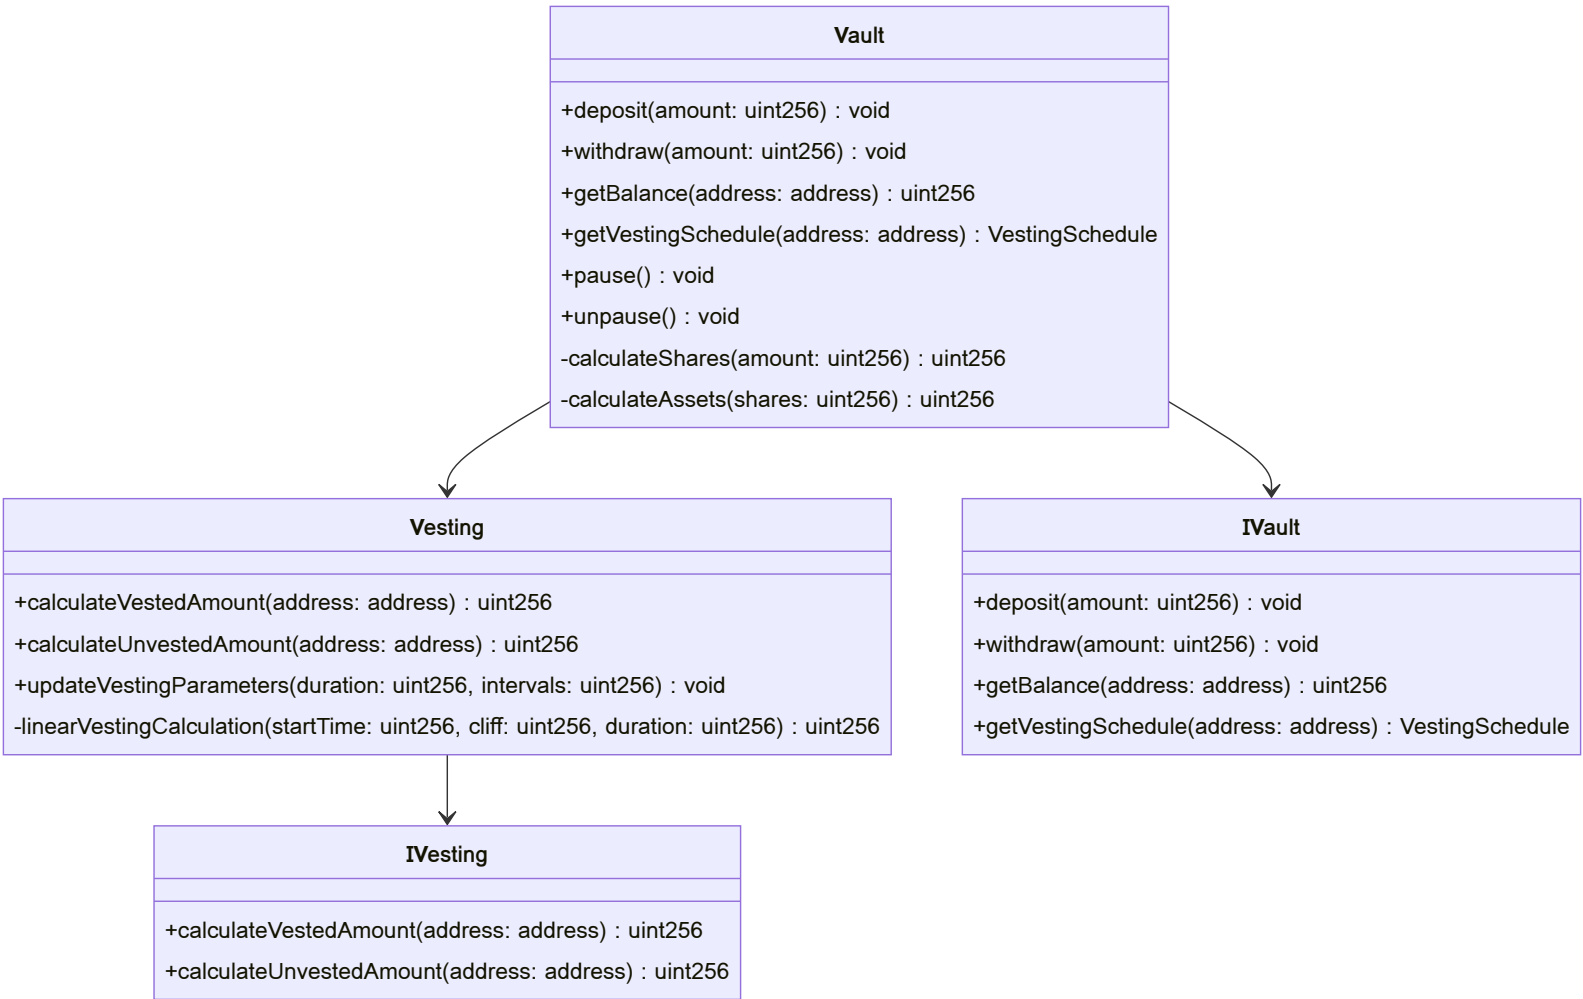 Vault
+deposit(amount: uint256) : void
+withdraw(amount: uint256) : void
+getBalance(address: address) : uint256
+getVestingSchedule(address: address) : VestingSchedule
+pause() : void
+unpause() : void
-calculateShares(amount: uint256) : uint256
-calculateAssets(shares: uint256) : uint256
Vesting
+calculateVestedAmount(address: address) : uint256
+calculateUnvestedAmount(address: address) : uint256
+updateVestingParameters(duration: uint256, intervals: uint256) : void
-linearVestingCalculation(startTime: uint256, cliff: uint256, duration: uint256) : uint256
IVault
+deposit(amount: uint256) : void
+withdraw(amount: uint256) : void
+getBalance(address: address) : uint256
+getVestingSchedule(address: address) : VestingSchedule
IVesting
+calculateVestedAmount(address: address) : uint256
+calculateUnvestedAmount(address: address) : uint256